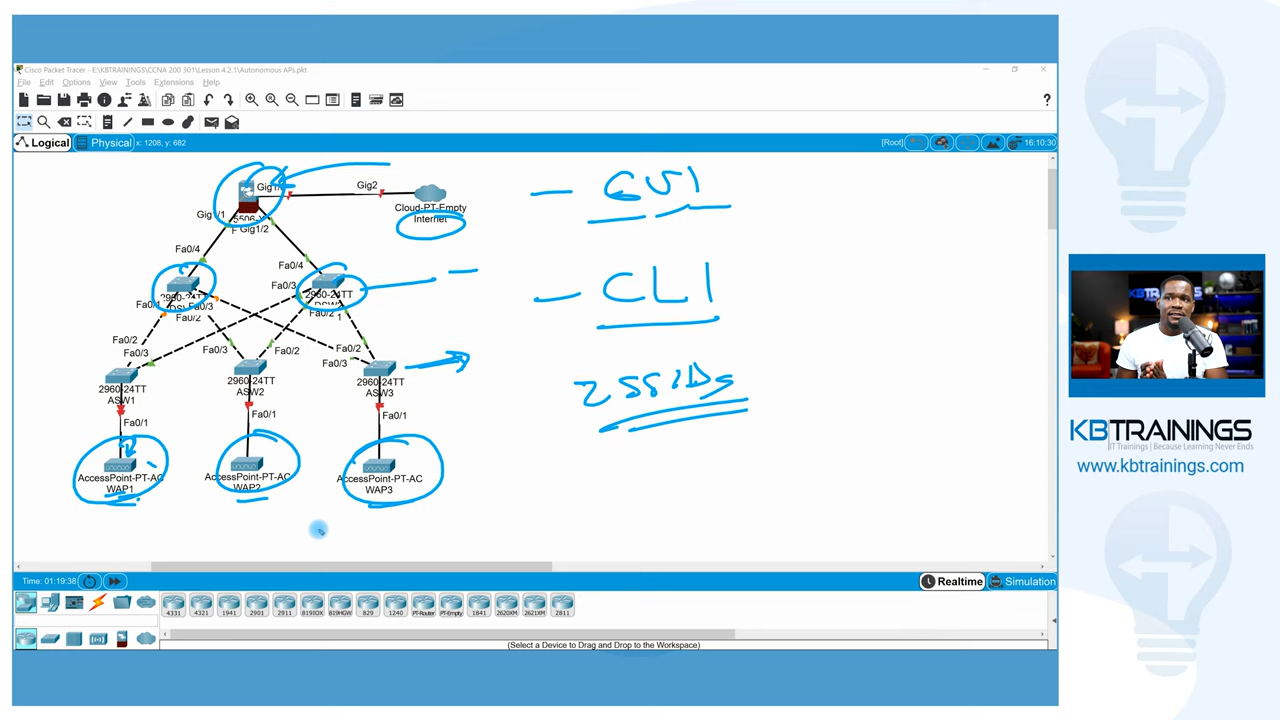 Cisco Packet Tracer - E:\KBTRAININGS\CCNA 200 301\Lesson 4.2.1\Autonomous APs.pkt
File Edit Options View Tools Extensions Help
?
Logical Physical x: 1208, y: 682 [Root] 16:10:30
Gig1/
Gig2
Cloud-PT-Empty
Internet
Gig1/1
5506-X
Gig1/2
GUI
Fa0/4
Fa0/4
Fa0/3
2960-24TT
2960-24TT
CLI
Fa0/1
Fa0/3
Fa0/2
Fa0/2
1
Fa0/2
Fa0/3
Fa0/3
Fa0/2
Fa0/2
Fa0/3
2960-24TT
ASW1
2960-24TT
ASW2
2960-24TT
ASW3
2 SSIDs
Fa0/1
Fa0/1
Fa0/1
AccessPoint-PT-AC
WAP1
AccessPoint-PT-AC
WAP2
AccessPoint-PT-AC
WAP3
KBTRAININGS
IT Trainings | Because Learning Never Ends
www.kbtrainings.com
Time: 01:19:38 Realtime Simulation
4331 4321 1941 2901 2911 819IOX 819HGW 829 1240 PT-Router PT-Empty 1841 2620XM 2621XM 2811
(Select a Device to Drag and Drop to the Workspace)